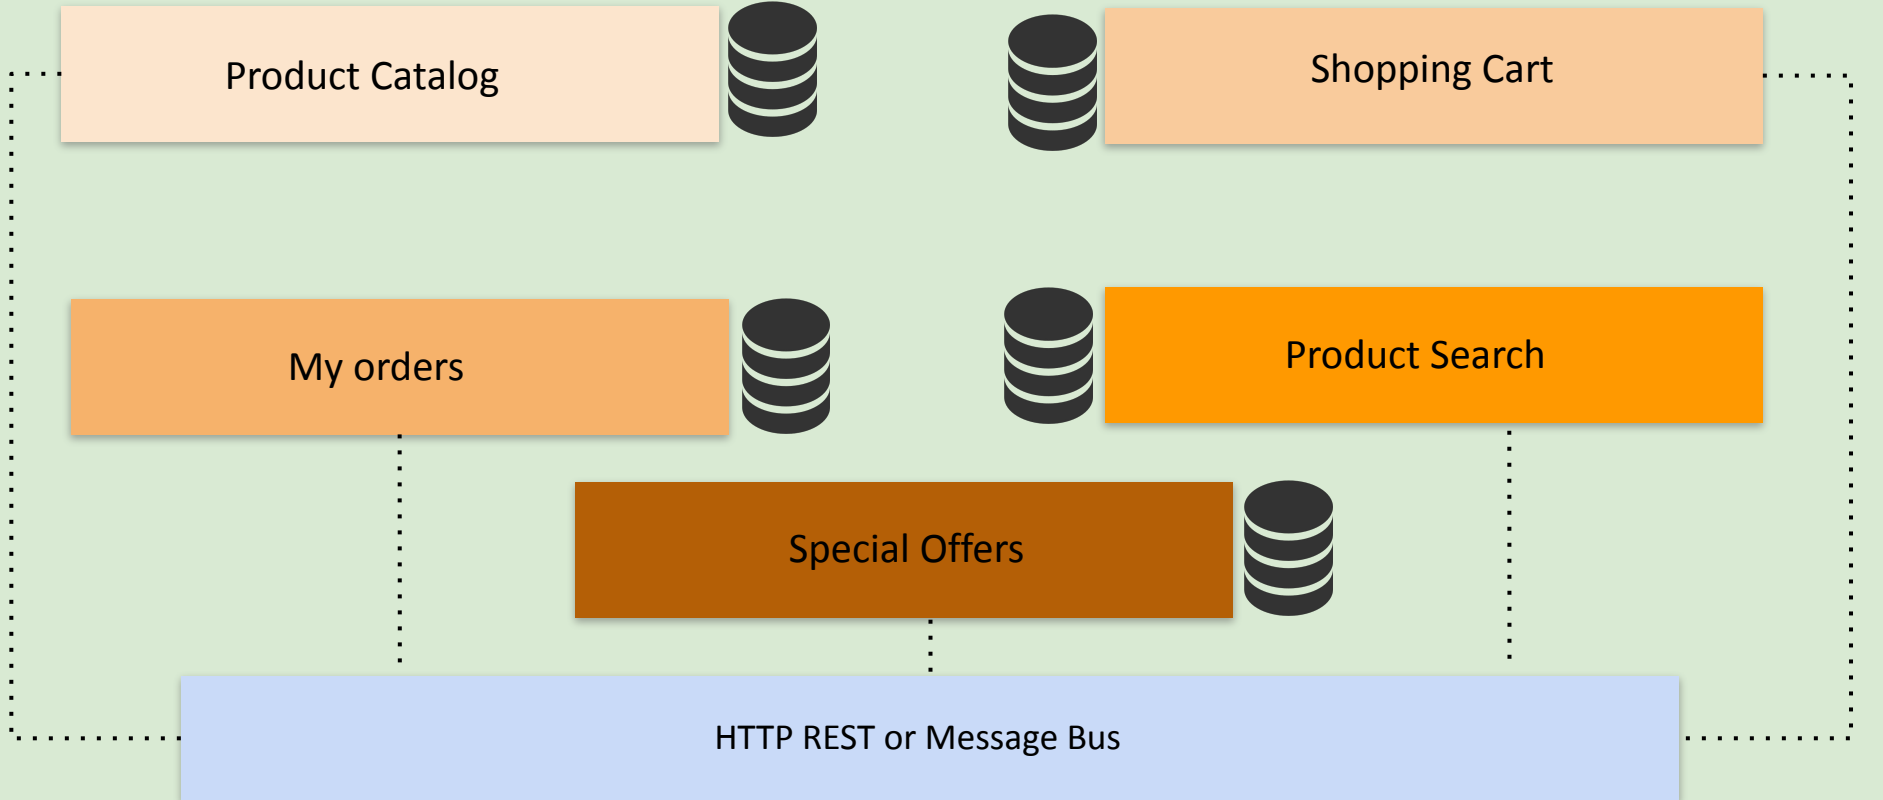 Product Catalog
Shopping Cart
My orders
Product Search
Special Offers
HTTP REST or Message Bus